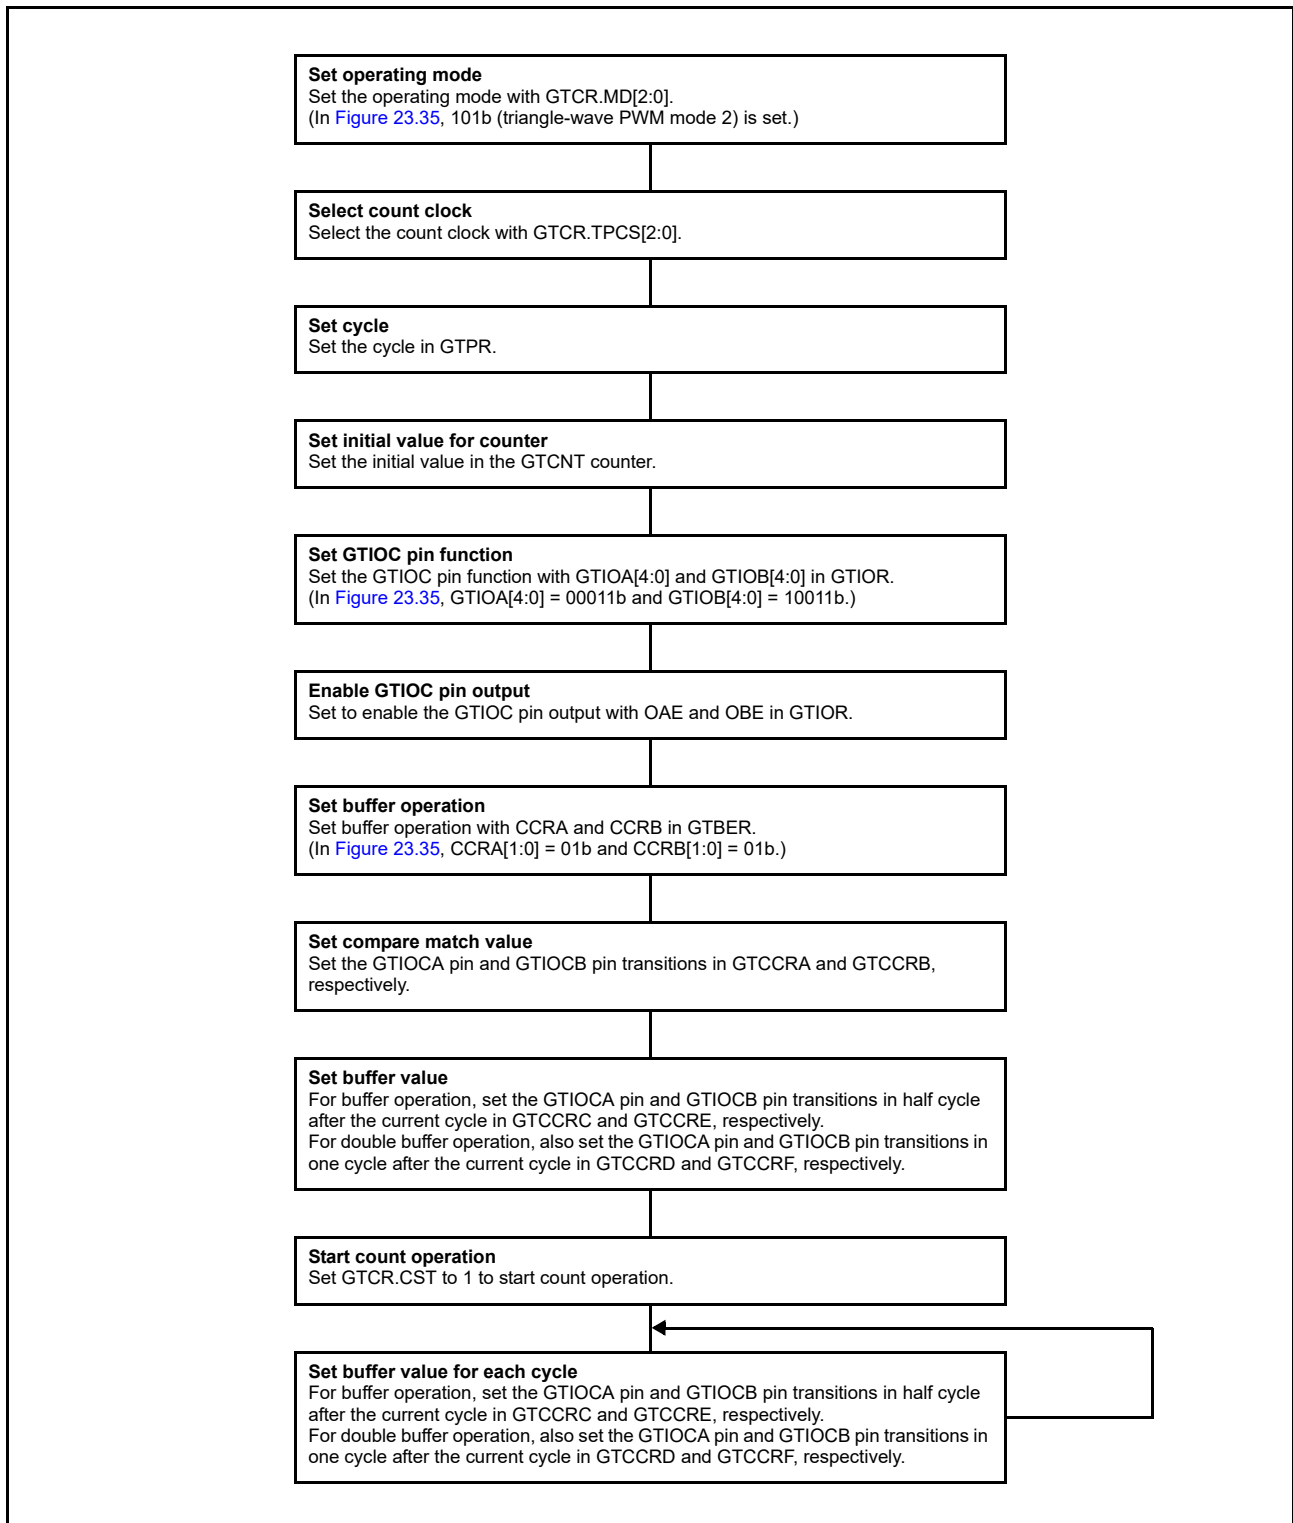 Set operating mode
Set the operating mode with GTCR.MD[2:0].
(In Figure 23.35, 101b (triangle-wave PWM mode 2) is set.)
Select count clock
Select the count clock with GTCR.TPCS[2:0].
Set cycle
Set the cycle in GTPR.
Set initial value for counter
Set the initial value in the GTCNT counter.
Set GTIOC pin function
Set the GTIOC pin function with GTIOA[4:0] and GTIOB[4:0] in GTIOR.
(In Figure 23.35, GTIOA[4:0] = 00011b and GTIOB[4:0] = 10011b.)
Enable GTIOC pin output
Set to enable the GTIOC pin output with OAE and OBE in GTIOR.
Set buffer operation
Set buffer operation with CCRA and CCRB in GTBER.
(In Figure 23.35, CCRA[1:0] = 01b and CCRB[1:0] = 01b.)
Set compare match value
Set the GTIOCA pin and GTIOCB pin transitions in GTCCRA and GTCCRB,
respectively.
Set buffer value
For buffer operation, set the GTIOCA pin and GTIOCB pin transitions in half cycle
after the current cycle in GTCCRC and GTCCRE, respectively.
For double buffer operation, also set the GTIOCA pin and GTIOCB pin transitions in
one cycle after the current cycle in GTCCRD and GTCCRF, respectively.
Start count operation
Set GTCR.CST to 1 to start count operation.
Set buffer value for each cycle
For buffer operation, set the GTIOCA pin and GTIOCB pin transitions in half cycle
after the current cycle in GTCCRC and GTCCRE, respectively.
For double buffer operation, also set the GTIOCA pin and GTIOCB pin transitions in
one cycle after the current cycle in GTCCRD and GTCCRF, respectively.